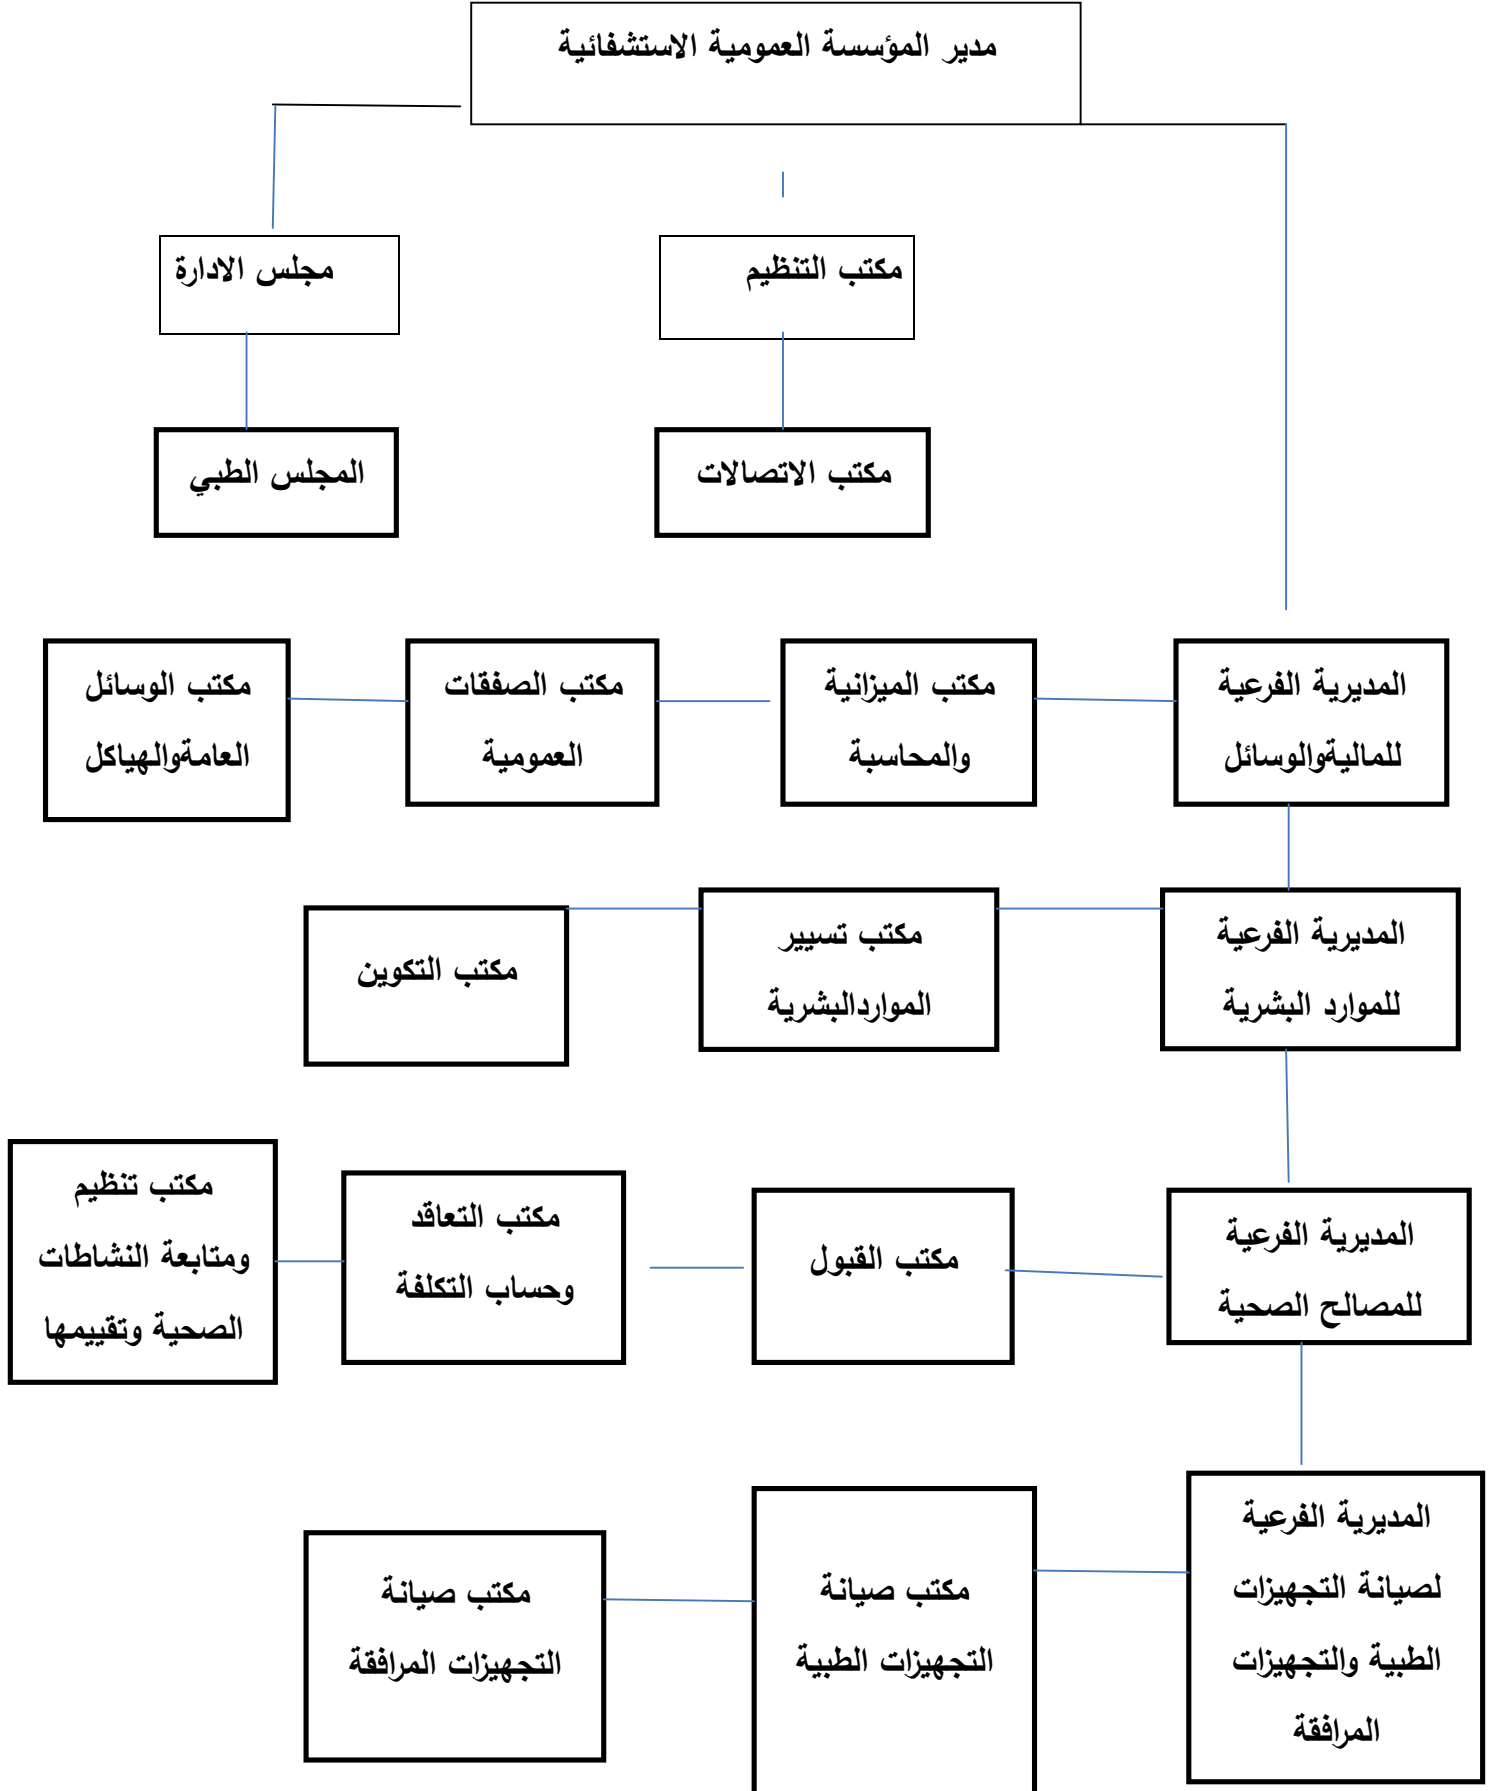 مدير المؤسسة العمومية الاستشفائية
مكتب التنظيم
مجلس الادارة
مكتب الاتصالات
المجلس الطبي
المديرية الفرعية
للماليةوالوسائل
مكتب الميزانية
والمحاسبة
مكتب الصفقات
العمومية
مكتب الوسائل
العامةوالهياكل
المديرية الفرعية
للموارد البشرية
مكتب تسيير
المواردالبشرية
مكتب التكوين
المديرية الفرعية
للمصالح الصحية
مكتب القبول
مكتب التعاقد
وحساب التكلفة
مكتب تنظيم
ومتابعة النشاطات
الصحية وتقييمها
المديرية الفرعية
لصيانة التجهيزات
الطبية والتجهيزات
المرافقة
مكتب صيانة
التجهيزات الطبية
مكتب صيانة
التجهيزات المرافقة